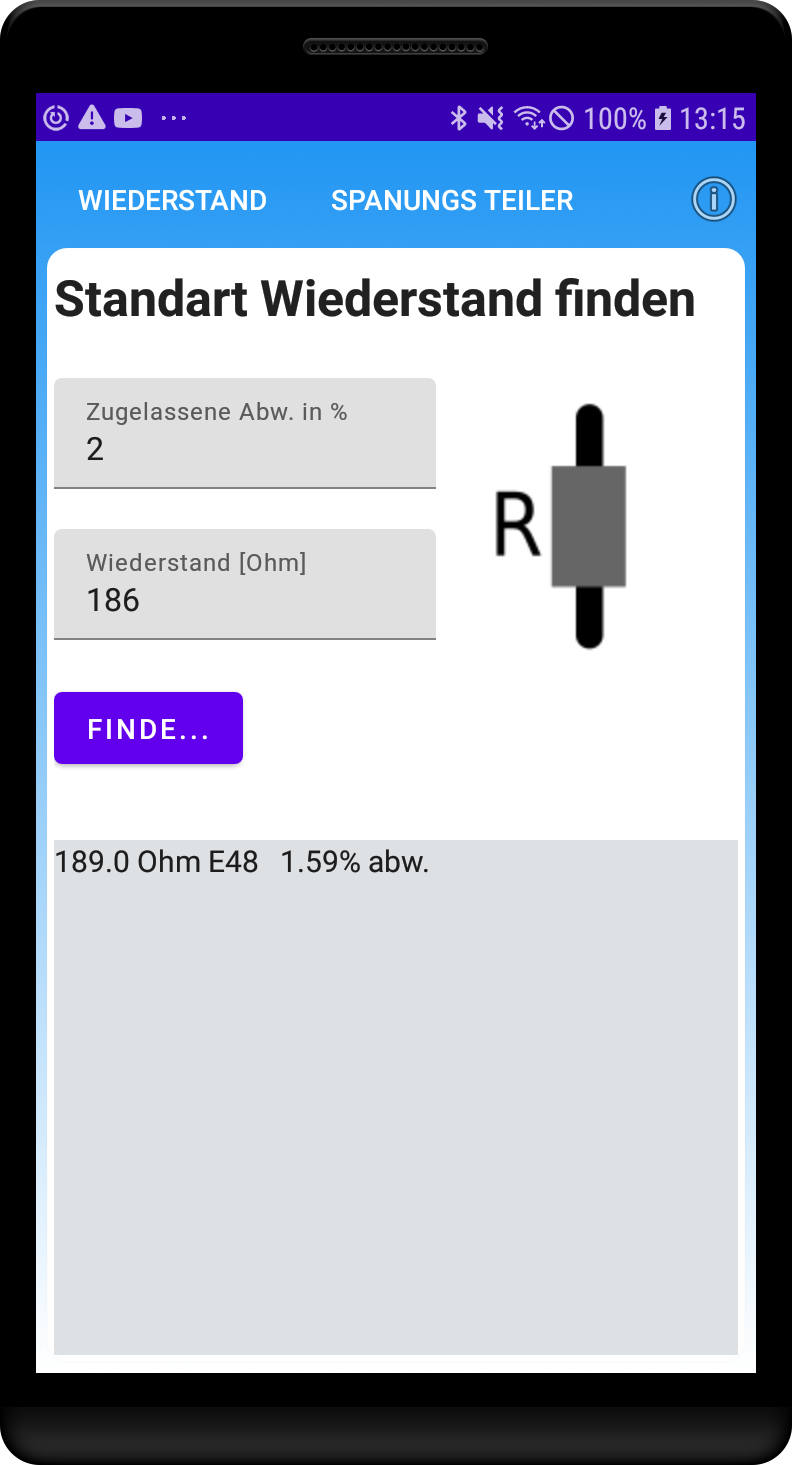 100% 13:15
WIEDERSTAND SPANUNGS TEILER
Standart Wiederstand finden
Zugelassene Abw. in %
2
R
Wiederstand [Ohm]
186
FINDE...
189.0 Ohm E48 1.59% abw.